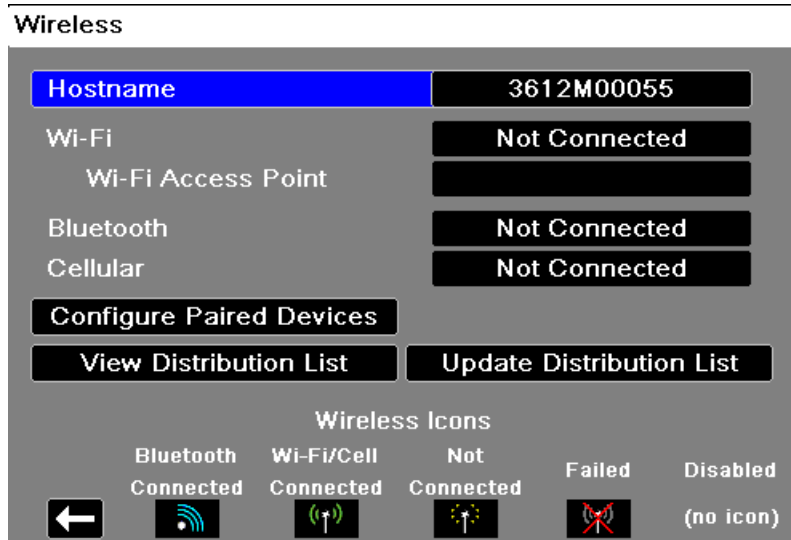 Wireless
Hostname 3612M00055
Wi-Fi Not Connected
Wi-Fi Access Point
Bluetooth Not Connected
Cellular Not Connected
Configure Paired Devices
View Distribution List Update Distribution List
Wireless Icons
Bluetooth Connected
Wi-Fi/Cell Connected
Not Connected
Failed
Disabled
(no icon)